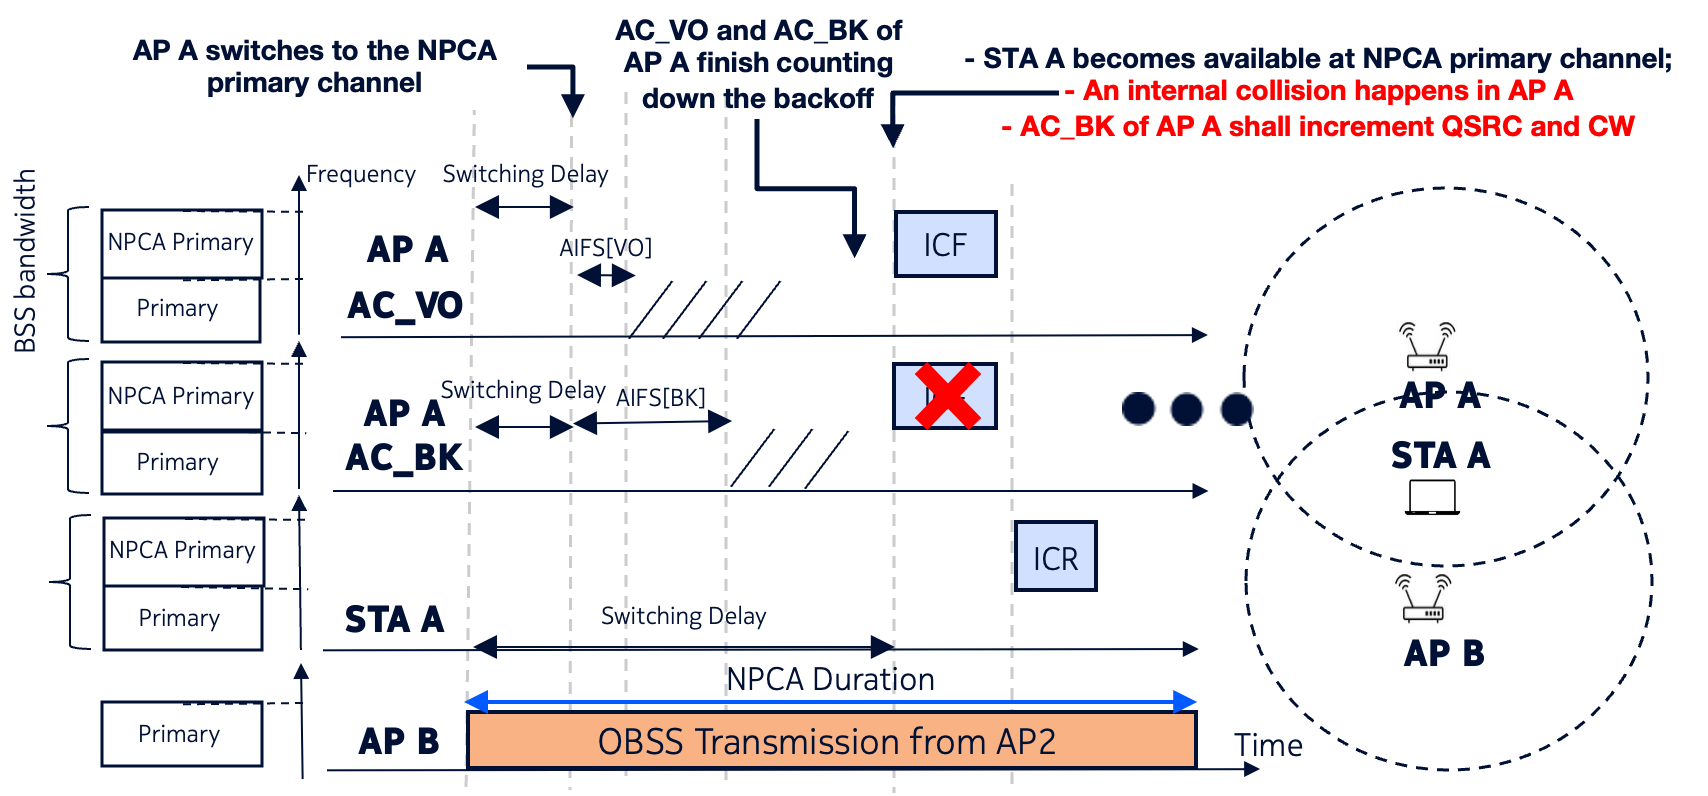 AP A switches to the NPCA
primary channel
AC_VO and AC_BK of
AP A finish counting
down the backoff
- STA A becomes available at NPCA primary channel;
- An internal collision happens in AP A
- AC_BK of AP A shall increment QSRC and CW
BSS bandwidth
Frequency
Switching Delay
NPCA Primary
Primary
AP A
AC_VO
AIFS[VO]
ICF
NPCA Primary
Primary
Switching Delay
AP A
AC_BK
AIFS[BK]
NPCA Primary
Primary
STA A
Switching Delay
ICR
NPCA Duration
Primary
AP B
OBSS Transmission from AP2
Time
AP A
STA A
AP B